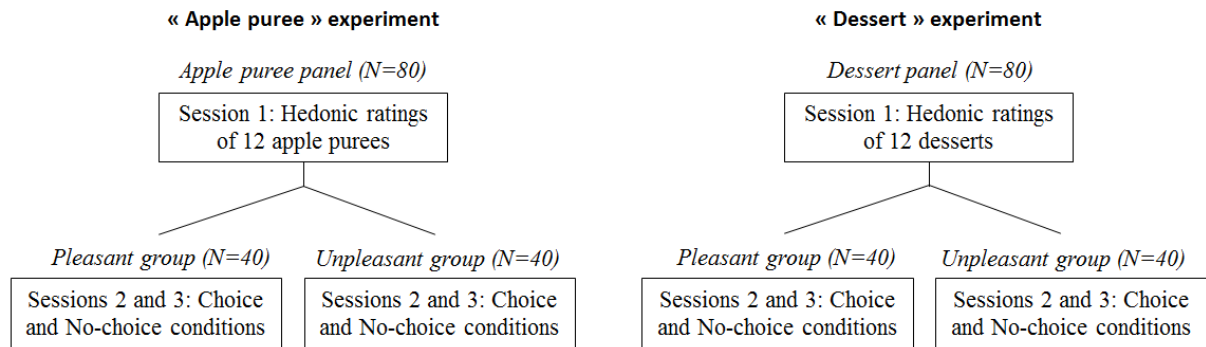 « Apple puree » experiment
Apple puree panel (N=80)
Session 1: Hedonic ratings
of 12 apple purees
Pleasant group (N=40)
Sessions 2 and 3: Choice
and No-choice conditions
Unpleasant group (N=40)
Sessions 2 and 3: Choice
and No-choice conditions
« Dessert » experiment
Dessert panel (N=80)
Session 1: Hedonic ratings
of 12 desserts
Pleasant group (N=40)
Sessions 2 and 3: Choice
and No-choice conditions
Unpleasant group (N=40)
Sessions 2 and 3: Choice
and No-choice conditions